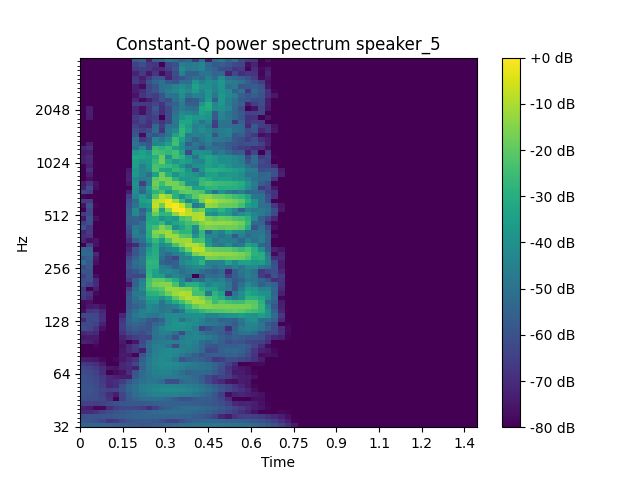 Constant-Q power spectrum speaker_5
+0 dB
-10 dB
-20 dB
-30 dB
-40 dB
-50 dB
-60 dB
-70 dB
-80 dB
2048
1024
512
256
128
64
32
Hz
0 0.15 0.3 0.45 0.6 0.75 0.9 1.1 1.2 1.4
Time